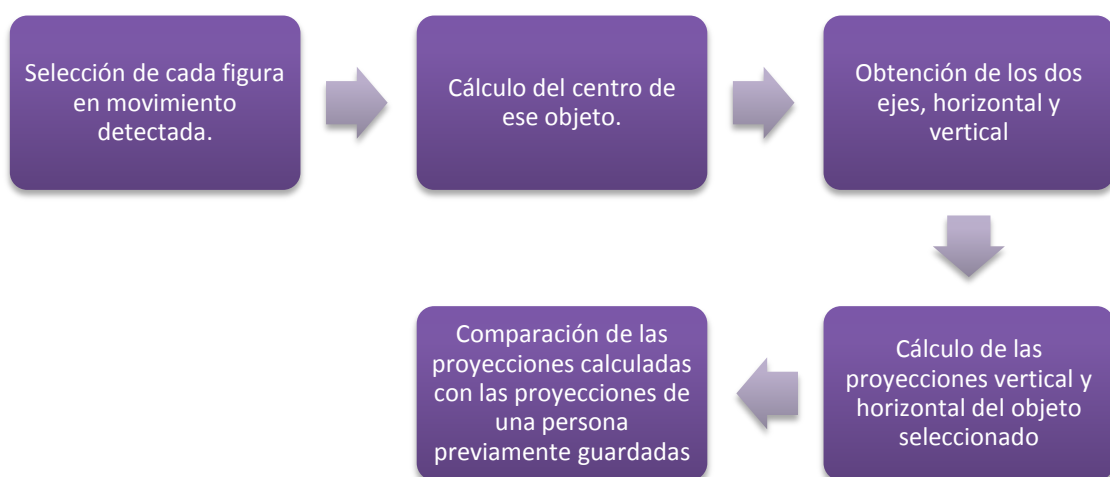 Selección de cada figura
en movimiento
detectada.
Cálculo del centro de
ese objeto.
Obtención de los dos
ejes, horizontal y
vertical
Cálculo de las
proyecciones vertical y
horizontal del objeto
seleccionado
Comparación de las
proyecciones calculadas
con las proyecciones de
una persona
previamente guardadas